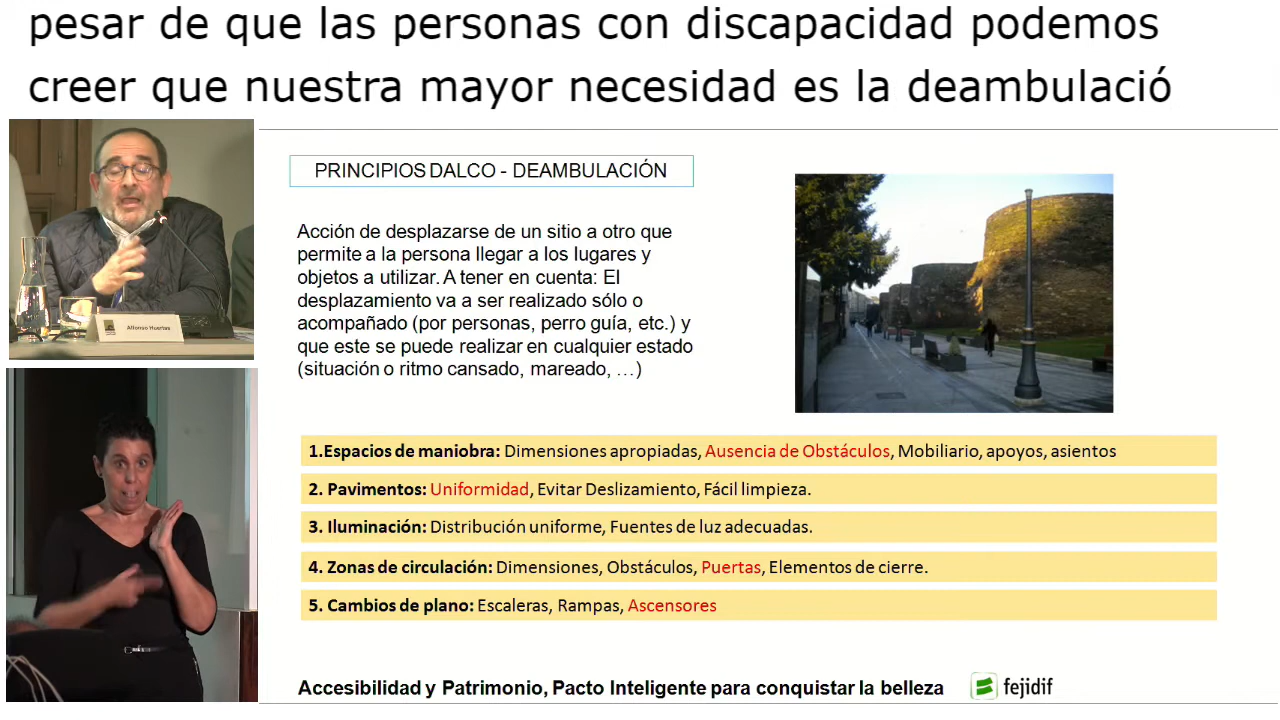 pesar de que las personas con discapacidad podemos
creer que nuestra mayor necesidad es la deambulació
Alfonso Huertas
PRINCIPIOS DALCO - DEAMBULACIÓN
Acción de desplazarse de un sitio a otro que
permite a la persona llegar a los lugares y
objetos a utilizar. A tener en cuenta: El
desplazamiento va a ser realizado sólo o
acompañado (por personas, perro guía, etc.) y
que este se puede realizar en cualquier estado
(situación o ritmo cansado, mareado, …)
1.Espacios de maniobra: Dimensiones apropiadas, Ausencia de Obstáculos, Mobiliario, apoyos, asientos
2. Pavimentos: Uniformidad, Evitar Deslizamiento, Fácil limpieza.
3. Iluminación: Distribución uniforme, Fuentes de luz adecuadas.
4. Zonas de circulación: Dimensiones, Obstáculos, Puertas, Elementos de cierre.
5. Cambios de plano: Escaleras, Rampas, Ascensores
Accesibilidad y Patrimonio, Pacto Inteligente para conquistar la belleza
fejidif